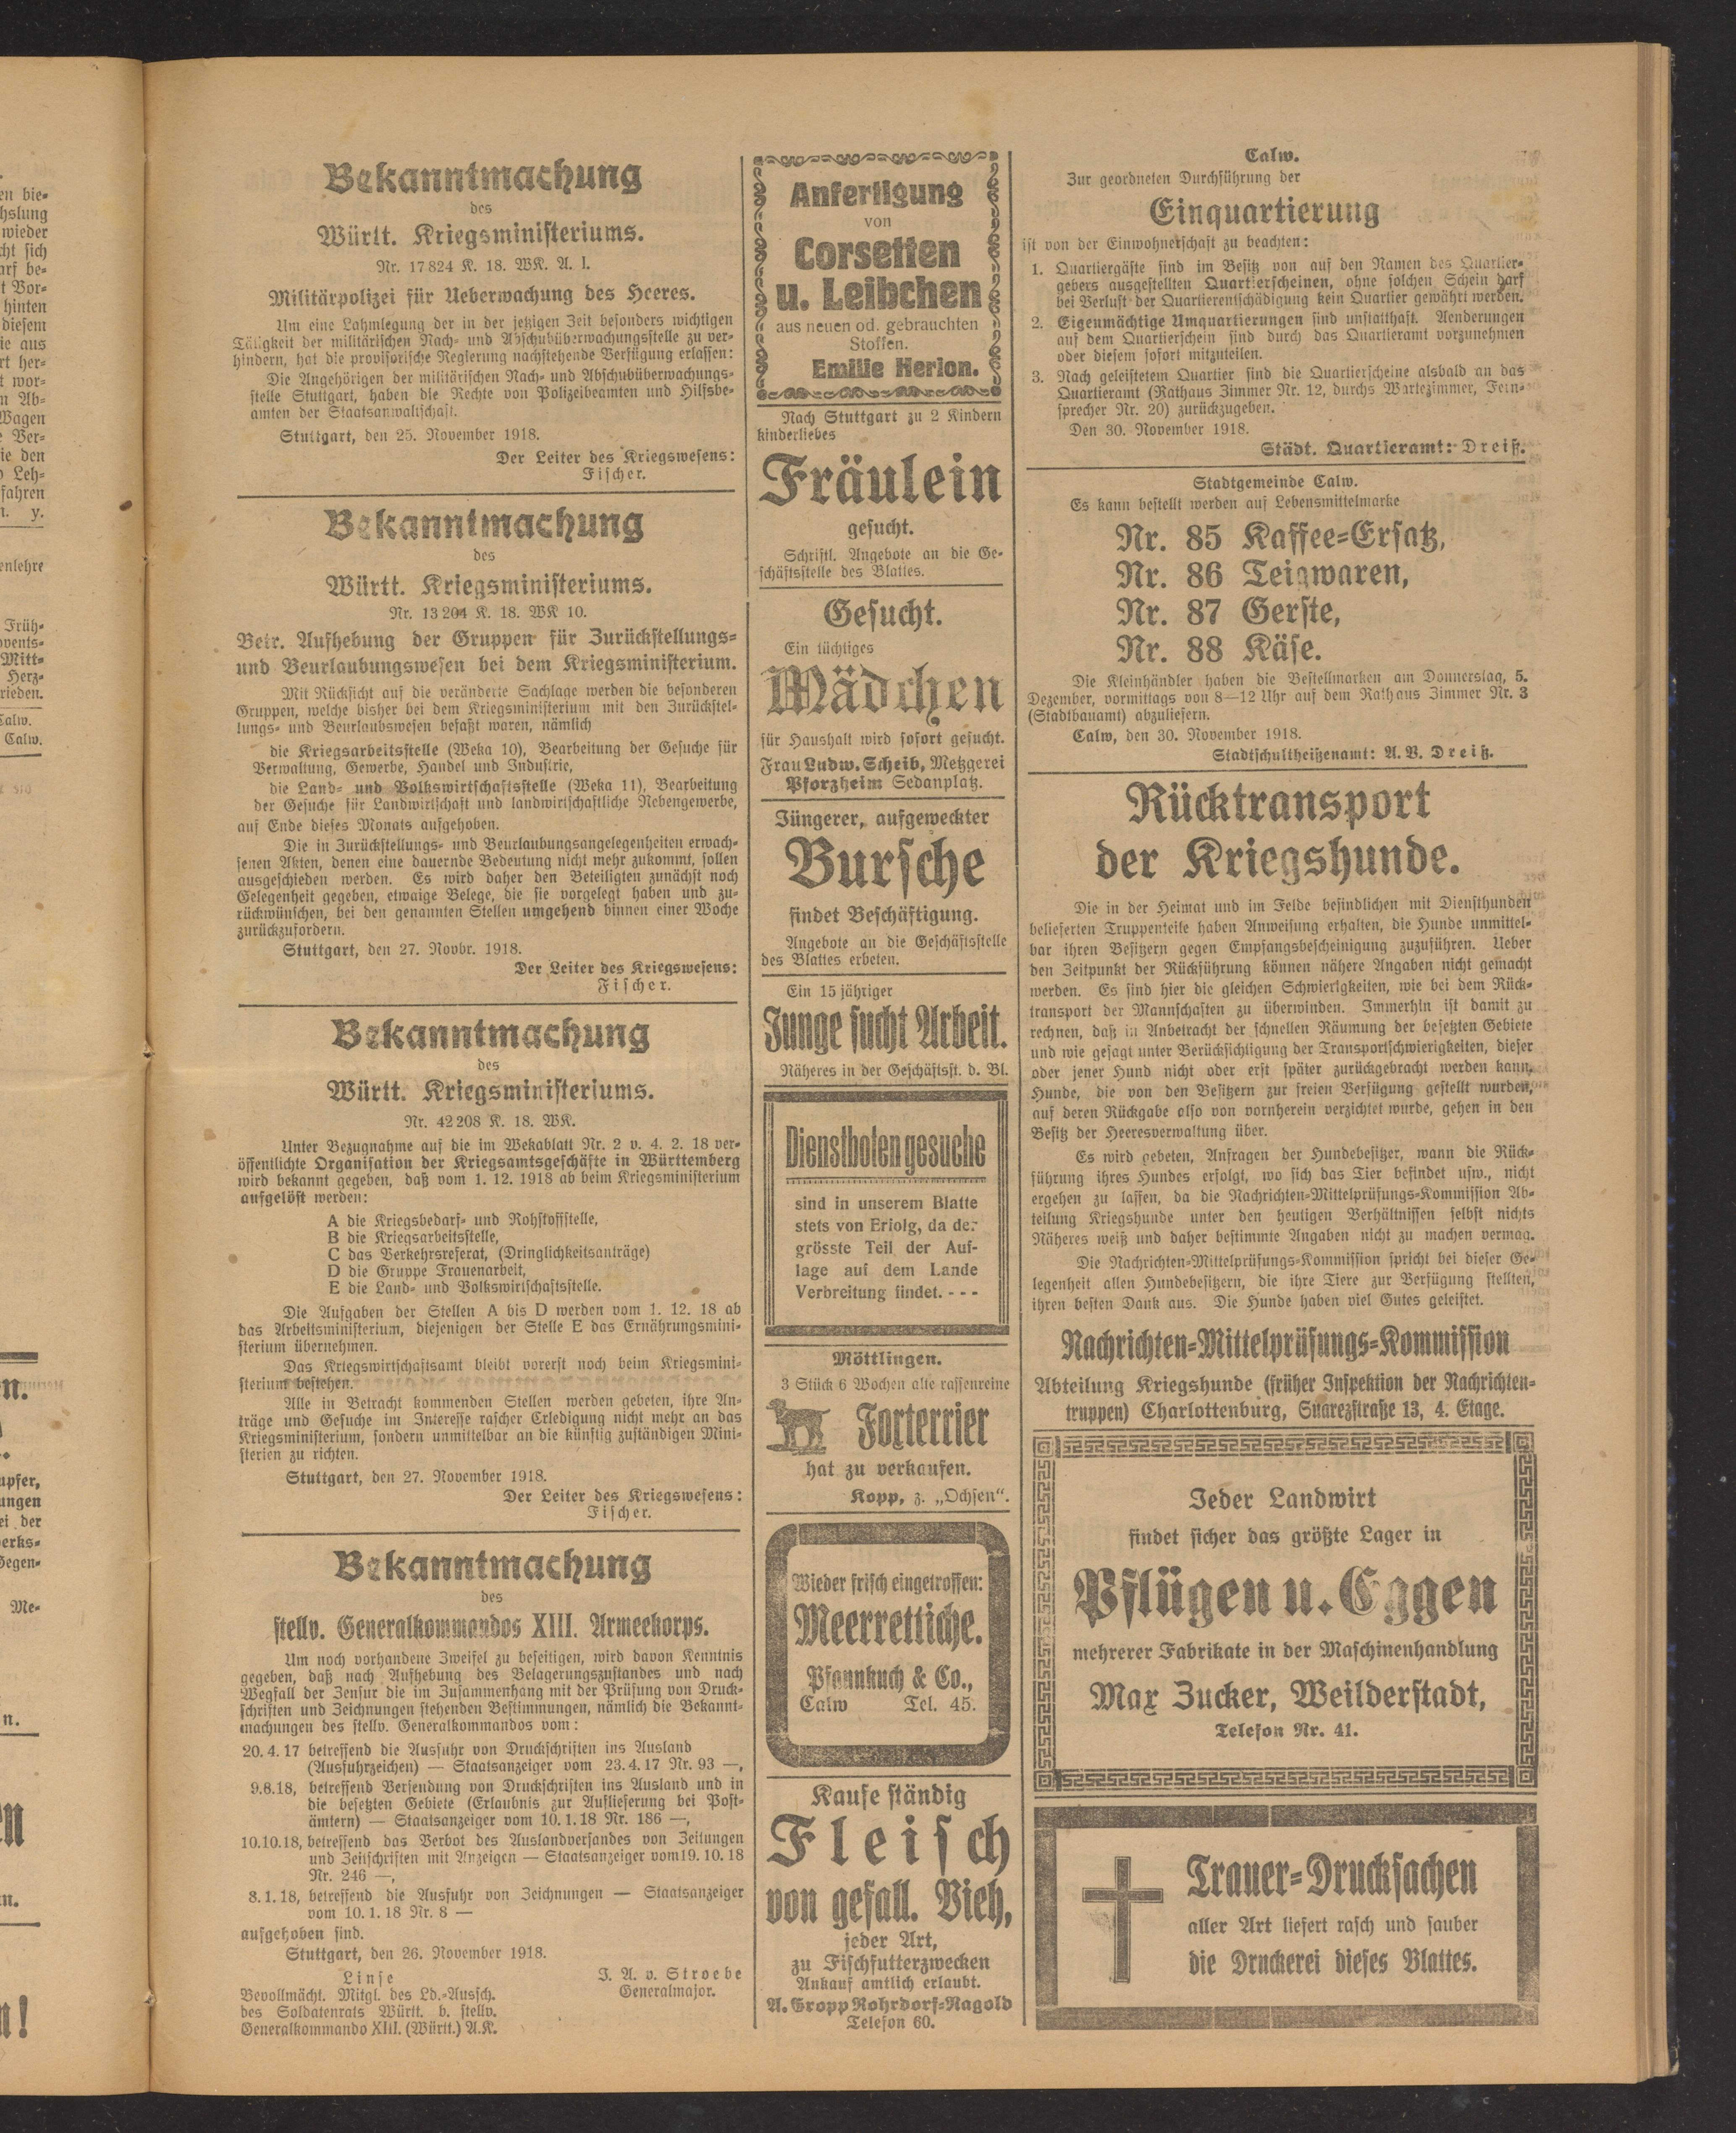 Bekanntmachung
des
Württ. Kriegsministeriums.
Nr. 17824 K. 18. WK. A. I.
Militärpolizei für Ueberwachung des Heeres.
Um eine Lahmlegung der in der jetzigen Zeit besonders wichtigen
Tätigkeit der militärischen Nach- und Abschubüberwachungsstelle zu ver-
hindern, hat die provisorische Regierung nachstehende Verfügung erlassen:
Die Angehörigen der militärischen Nach- und Abschubüberwachungs-
stelle Stuttgart, haben die Rechte von Polizeibeamten und Hilfsbe-
amten der Staatsanwaltschaft.
Stuttgart, den 25. November 1918.
Der Leiter des Kriegswesens:
Fischer.
Bekanntmachung
des
Württ. Kriegsministeriums.
Nr. 13204 K. 18. WK 10.
Betr. Aufhebung der Gruppen für Zurückstellungs-
und Beurlaubungswesen bei dem Kriegsministerium.
Mit Rücksicht auf die veränderte Sachlage werden die besonderen
Gruppen, welche bisher bei dem Kriegsministerium mit den Zurückstel-
lungs- und Beurlaubswesen befaßt waren, nämlich
die Kriegsarbeitsstelle (Weka 10), Bearbeitung der Gesuche für
Verwaltung, Gewerbe, Handel und Industrie,
die Land- und Volkswirtschaftsstelle (Weka 11), Bearbeitung
der Gesuche für Landwirtschaft und landwirtschaftliche Nebengewerbe,
auf Ende dieses Monats aufgehoben.
Die in Zurückstellungs- und Beurlaubungsangelegenheiten erwach-
senen Akten, denen eine dauernde Bedeutung nicht mehr zukommt, sollen
ausgeschieden werden. Es wird daher den Beteiligten zunächst noch
Gelegenheit gegeben, etwaige Belege, die sie vorgelegt haben und zu-
rückwünschen, bei den genannten Stellen umgehend binnen einer Woche
zurückzufordern.
Stuttgart, den 27. Novbr. 1918.
Der Leiter des Kriegswesens:
Fischer.
Bekanntmachung
des
Württ. Kriegsministeriums.
Nr. 42208 K. 18. WK.
Unter Bezugnahme auf die im Wekablatt Nr. 2 v. 4. 2. 18 ver-
öffentlichte Organisation der Kriegsamtsgeschäfte in Württemberg
wird bekannt gegeben, daß vom 1. 12. 1918 ab beim Kriegsministerium
aufgelöst werden:
A die Kriegsbedarf- und Rohstoffstelle,
B die Kriegsarbeitsstelle,
C das Verkehrsreferat, (Dringlichkeitsanträge)
D die Gruppe Frauenarbeit,
E die Land- und Volkswirtschaftsstelle.
Die Aufgaben der Stellen A bis D werden vom 1. 12. 18 ab
das Arbeitsministerium, diejenigen der Stelle E das Ernährungsmini-
sterium übernehmen.
Das Kriegswirtschaftsamt bleibt vorerst noch beim Kriegsmini-
sterium bestehen.
Alle in Betracht kommenden Stellen werden gebeten, ihre An-
träge und Gesuche im Interesse rascher Erledigung nicht mehr an das
Kriegsministerium, sondern unmittelbar an die künftig zuständigen Mini-
sterien zu richten.
Stuttgart, den 27. November 1918.
Der Leiter des Kriegswesens:
Fischer.
Bekanntmachung
des
stellv. Generalkommandos XIII. Armeekorps.
Um noch vorhandene Zweifel zu beseitigen, wird davon Kenntnis
gegeben, daß nach Aufhebung des Belagerungszustandes und nach
Wegfall der Zensur die im Zusammenhang mit der Prüfung von Druck-
schriften und Zeichnungen stehenden Bestimmungen, nämlich die Bekannt-
machungen des stellv. Generalkommandos vom:
20. 4. 17 betreffend die Ausfuhr von Druckschriften ins Ausland
(Ausfuhrzeichen) — Staatsanzeiger vom 23. 4. 17 Nr. 93 —,
9.8.18, betreffend Versendung von Druckschriften ins Ausland und in
die besetzten Gebiete (Erlaubnis zur Auflieferung bei Post-
ämtern) — Staatsanzeiger vom 10. 1. 18 Nr. 186 —,
10.10.18, betreffend das Verbot des Auslandversandes von Zeitungen
und Zeitschriften mit Anzeigen — Staatsanzeiger vom 19. 10. 18
Nr. 246 —,
8. 1. 18, betreffend die Ausfuhr von Zeichnungen — Staatsanzeiger
vom 10. 1. 18 Nr. 8 —
aufgehoben sind.
Stuttgart, den 26. November 1918.
Linse
Bevollmächt. Mitgl. des Ld.-Aussch.
des Soldatenrats Württ. b. stellv.
Generalkommando XIII. (Württ.) A.K.
J. A. v. Stroebe
Generalmajor.
Anfertigung
von
Corsetten
u. Leibchen
aus neuen od. gebrauchten
Stoffen.
Emilie Herion.
Nach Stuttgart zu 2 Kindern
kinderliebes
Fräulein
gesucht.
Schriftl. Angebote an die Ge-
schäftsstelle des Blattes.
Gesucht.
Ein tüchtiges
Mädchen
für Haushalt wird sofort gesucht.
Frau Ludw. Scheib, Metzgerei
Pforzheim Sedanplatz.
Jüngerer, aufgeweckter
Bursche
findet Beschäftigung.
Angebote an die Geschäftsstelle
des Blattes erbeten.
Ein 15 jähriger
Junge sucht Arbeit.
Näheres in der Geschäftsst. d. Bl.
Dienstbotengesuche
sind in unserem Blatte
stets von Erfolg, da der
grösste Teil der Auf-
lage auf dem Lande
Verbreitung findet. - - -
Möttlingen.
3 Stück 6 Wochen alte rassenreine
Foxterrier
hat zu verkaufen.
Kopp, z. „Ochsen“.
Wieder frisch eingetroffen:
Meerrettiche.
Pfannkuch & Co.,
Calw Tel. 45.
Kaufe ständig
Fleisch
von gefall. Vieh,
jeder Art,
zu Fischfutterzwecken
Ankauf amtlich erlaubt.
A. Gropp Rohrdorf-Nagold
Telefon 60.
Calw.
Zur geordneten Durchführung der
Einquartierung
ist von der Einwohnerschaft zu beachten:
1. Quartiergäste sind im Besitz von auf den Namen des Quartier-
gebers ausgestellten Quartierscheinen, ohne solchen Schein darf
bei Verlust der Quartierentschädigung kein Quartier gewährt werden.
2. Eigenmächtige Umquartierungen sind unstatthaft. Aenderungen
auf dem Quartierschein sind durch das Quartieramt vorzunehmen
oder diesem sofort mitzuteilen.
3. Nach geleistetem Quartier sind die Quartierscheine alsbald an das
Quartieramt (Rathaus Zimmer Nr. 12, durchs Wartezimmer, Fern-
sprecher Nr. 20) zurückzugeben.
Den 30. November 1918.
Städt. Quartieramt: Dreiß.
Stadtgemeinde Calw.
Es kann bestellt werden auf Lebensmittelmarke
Nr. 85 Kaffee-Ersatz,
Nr. 86 Teigwaren,
Nr. 87 Gerste,
Nr. 88 Käse.
Die Kleinhändler haben die Bestellmarken am Donnerstag, 5.
Dezember, vormittags von 8—12 Uhr auf dem Rathaus Zimmer Nr. 3
(Stadtbauamt) abzuliefern.
Calw, den 30. November 1918.
Stadtschultheißenamt: A. V. Dreiß.
Rücktransport
der Kriegshunde.
Die in der Heimat und im Felde befindlichen mit Diensthunden
belieferten Truppenteile haben Anweisung erhalten, die Hunde unmittel-
bar ihren Besitzern gegen Empfangsbescheinigung zuzuführen. Ueber
den Zeitpunkt der Rückführung können nähere Angaben nicht gemacht
werden. Es sind hier die gleichen Schwierigkeiten, wie bei dem Rück-
transport der Mannschaften zu überwinden. Immerhin ist damit zu
rechnen, daß in Anbetracht der schnellen Räumung der besetzten Gebiete
und wie gesagt unter Berücksichtigung der Transportschwierigkeiten, dieser
oder jener Hund nicht oder erst später zurückgebracht werden kann.
Hunde, die von den Besitzern zur freien Verfügung gestellt wurden,
auf deren Rückgabe also von vornherein verzichtet wurde, gehen in den
Besitz der Heeresverwaltung über.
Es wird gebeten, Anfragen der Hundebesitzer, wann die Rück-
führung ihres Hundes erfolgt, wo sich das Tier befindet usw., nicht
ergehen zu lassen, da die Nachrichten-Mittelprüfungs-Kommission Ab-
teilung Kriegshunde unter den heutigen Verhältnissen selbst nichts
Näheres weiß und daher bestimmte Angaben nicht zu machen vermag.
Die Nachrichten-Mittelprüfungs-Kommission spricht bei dieser Ge-
legenheit allen Hundebesitzern, die ihre Tiere zur Verfügung stellten,
ihren besten Dank aus. Die Hunde haben viel Gutes geleistet.
Nachrichten-Mittelprüfungs-Kommission
Abteilung Kriegshunde (früher Inspektion der Nachrichten-
truppen) Charlottenburg, Suarezstraße 13, 4. Etage.
Jeder Landwirt
findet sicher das größte Lager in
Pflügen u. Eggen
mehrerer Fabrikate in der Maschinenhandlung
Max Zucker, Weilderstadt,
Telefon Nr. 41.
Trauer-Drucksachen
aller Art liefert rasch und sauber
die Druckerei dieses Blattes.